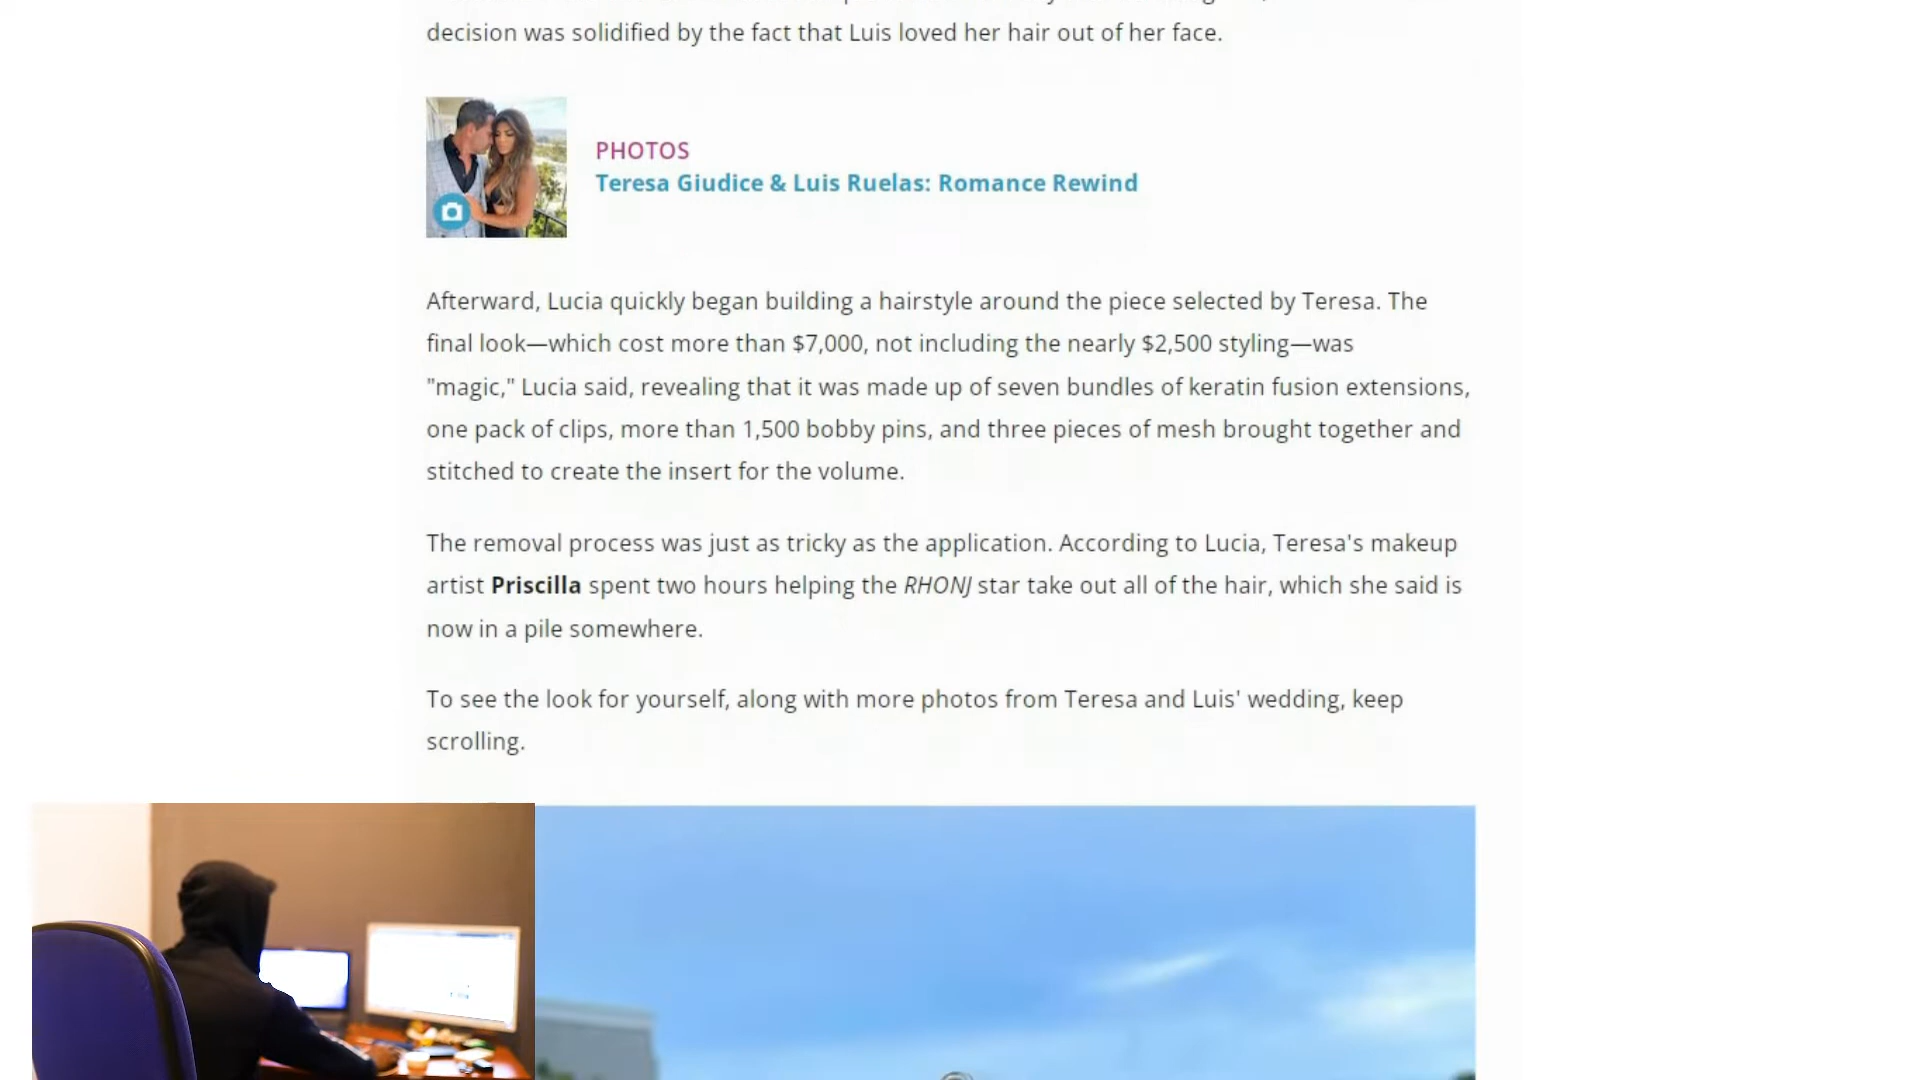 decision was solidified by the fact that Luis loved her hair out of her face.
PHOTOS
Teresa Giudice & Luis Ruelas: Romance Rewind
Afterward, Lucia quickly began building a hairstyle around the piece selected by Teresa. The
final look—which cost more than $7,000, not including the nearly $2,500 styling—was
"magic," Lucia said, revealing that it was made up of seven bundles of keratin fusion extensions,
one pack of clips, more than 1,500 bobby pins, and three pieces of mesh brought together and
stitched to create the insert for the volume.
The removal process was just as tricky as the application. According to Lucia, Teresa's makeup
artist Priscilla spent two hours helping the RHONJ star take out all of the hair, which she said is
now in a pile somewhere.
To see the look for yourself, along with more photos from Teresa and Luis' wedding, keep
scrolling.